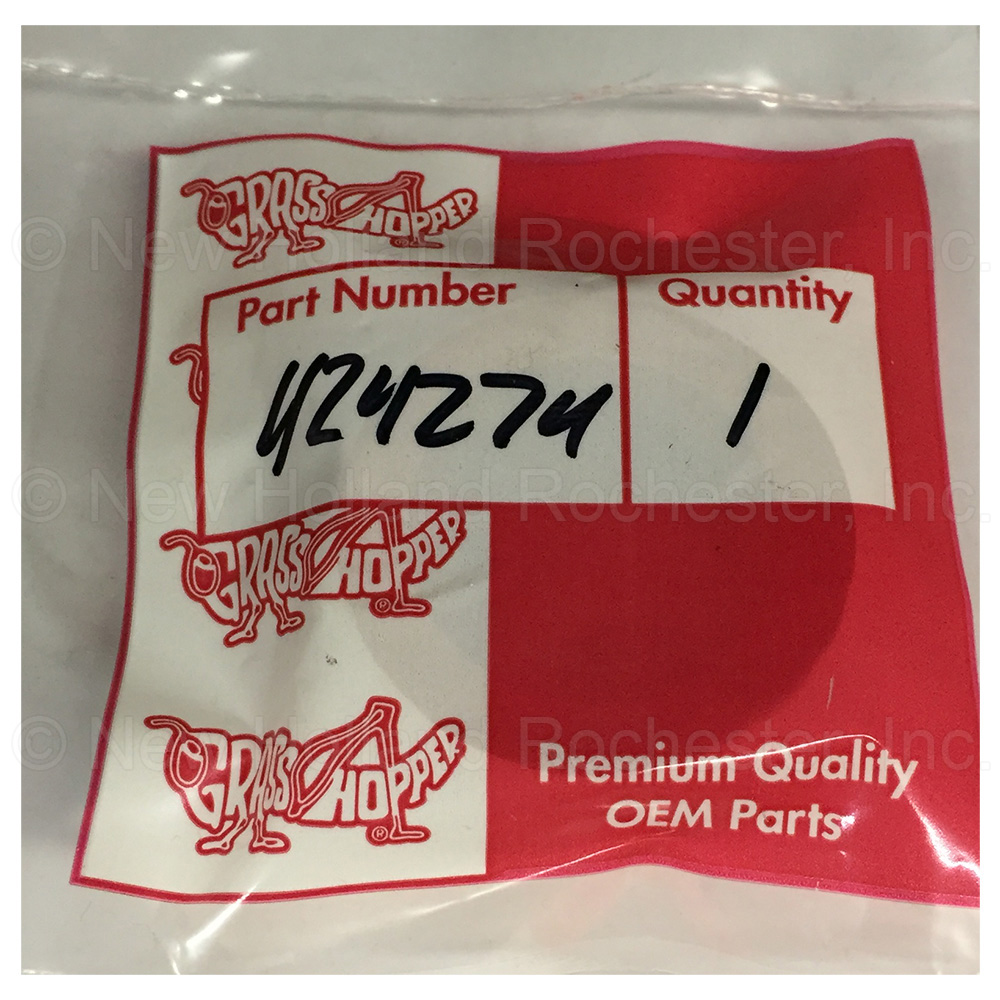 GRASSHOPPER
© New Holland Rochester, Inc.
Part Number Quantity
424274 1
© New Holland Rochester, Inc.
GRASSHOPPER
®
© New Holland Rochester, Inc.
GRASSHOPPER
®
Premium Quality
OEM Parts